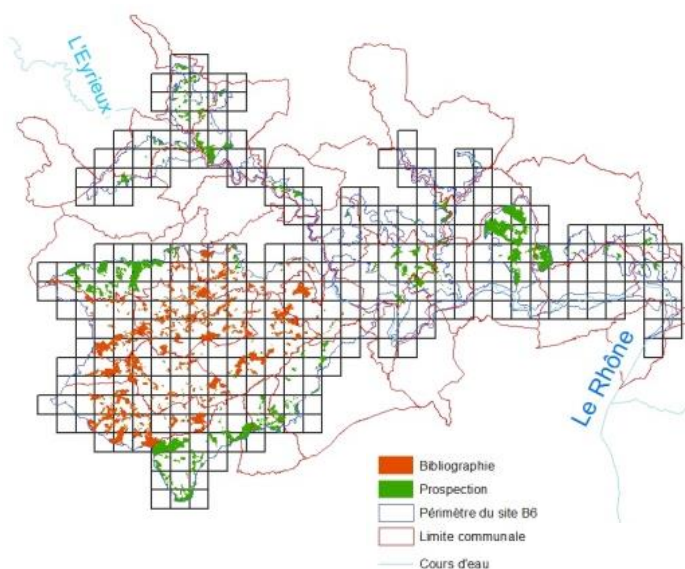 L'Eyrieux
Le Rhône
Bibliographie
Prospection
Périmètre du site B6
Limite communale
Cours d'eau